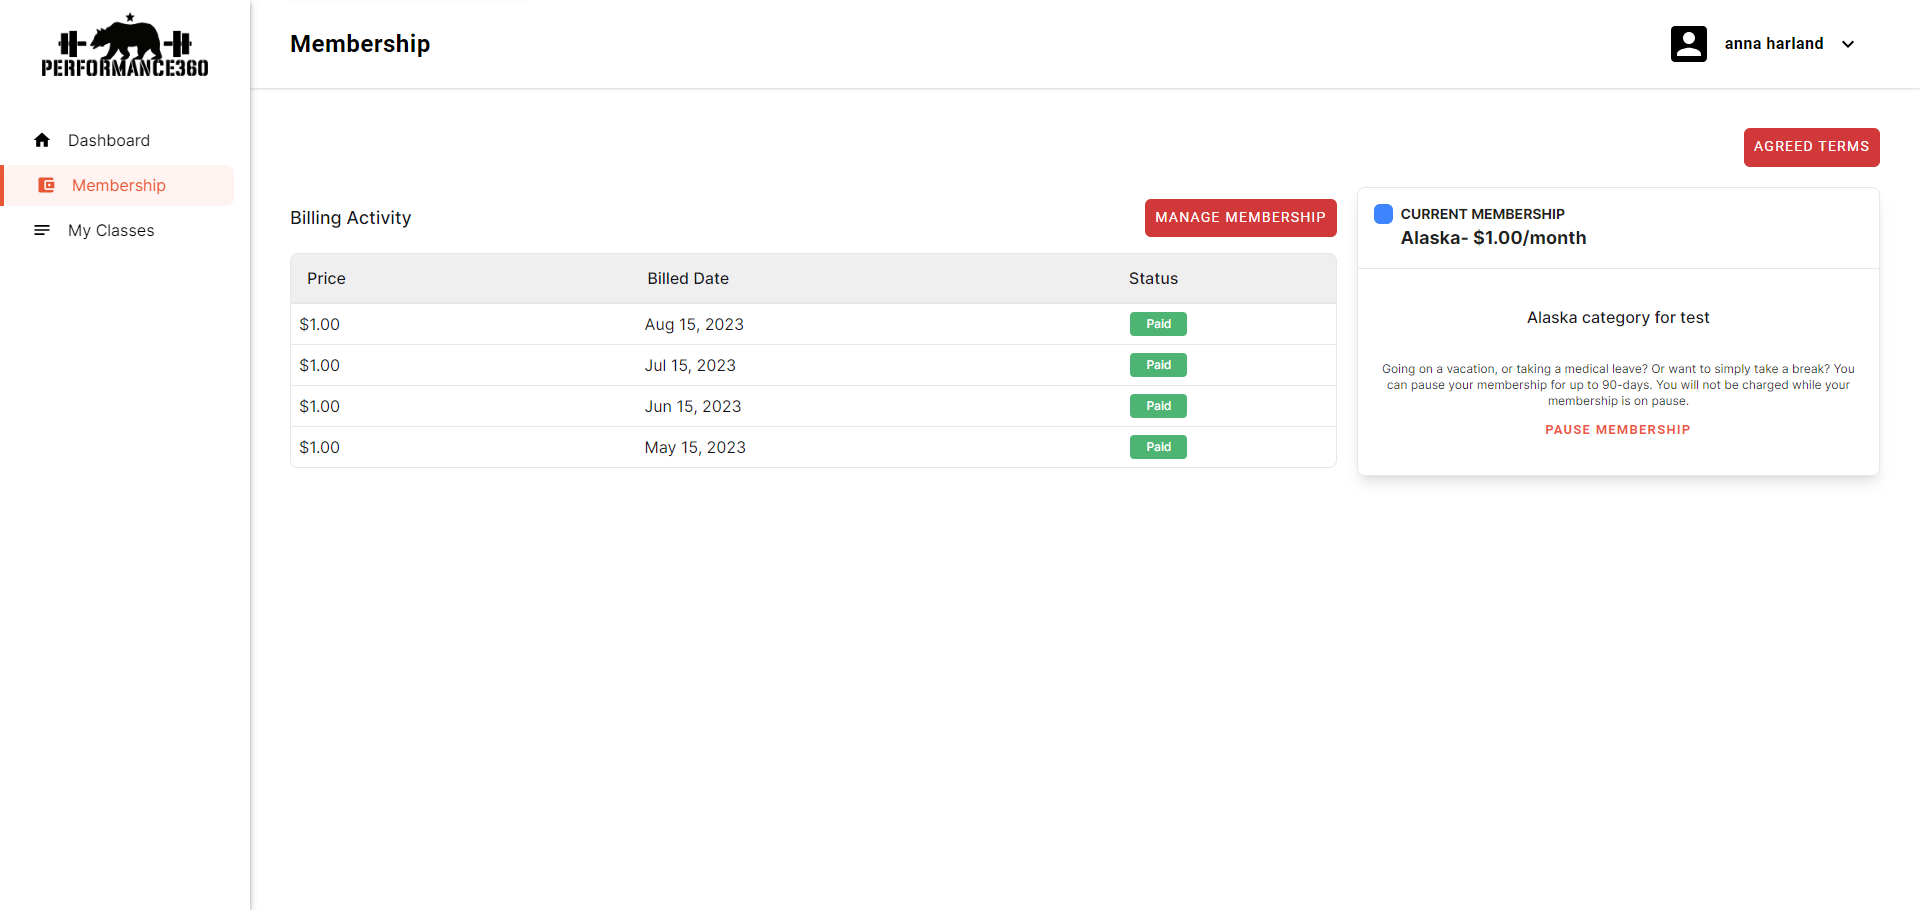 PERFORMANCE360
Dashboard
Membership
My Classes
Membership
anna harland
AGREED TERMS
Billing Activity
MANAGE MEMBERSHIP
Price Billed Date Status
$1.00 Aug 15, 2023 Paid
$1.00 Jul 15, 2023 Paid
$1.00 Jun 15, 2023 Paid
$1.00 May 15, 2023 Paid
CURRENT MEMBERSHIP
Alaska- $1.00/month
Alaska category for test
Going on a vacation, or taking a medical leave? Or want to simply take a break? You
can pause your membership for up to 90-days. You will not be charged while your
membership is on pause.
PAUSE MEMBERSHIP